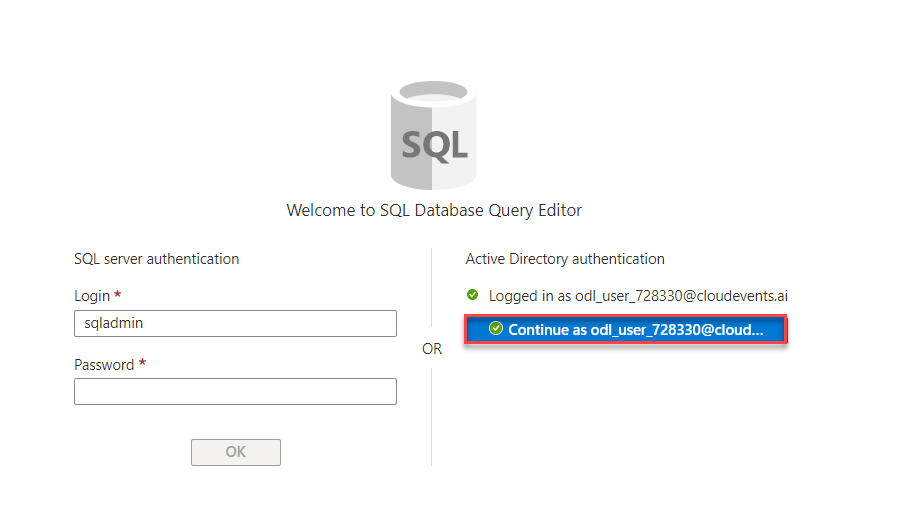 SQL
Welcome to SQL Database Query Editor
SQL server authentication
Login *
sqladmin
Password *
OK
OR
Active Directory authentication
Logged in as odl_user_728330@cloudevents.ai
Continue as odl_user_728330@cloud...